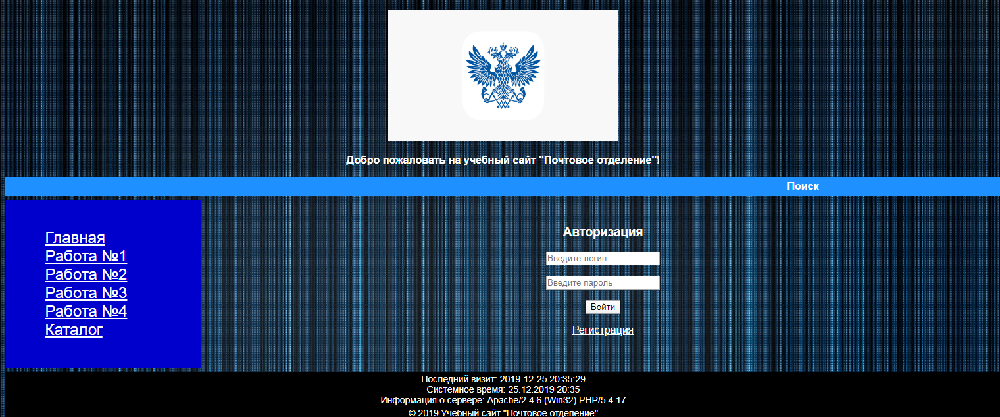 Добро пожаловать на учебный сайт "Почтовое отделение"!
Поиск
Главная
Работа №1
Работа №2
Работа №3
Работа №4
Каталог
Авторизация
Введите логин
Введите пароль
Войти
Регистрация
Последний визит: 2019-12-25 20:35:29
Системное время: 25.12.2019 20:35
Информация о сервере: Apache/2.4.6 (Win32) PHP/5.4.17
© 2019 Учебный сайт "Почтовое отделение"